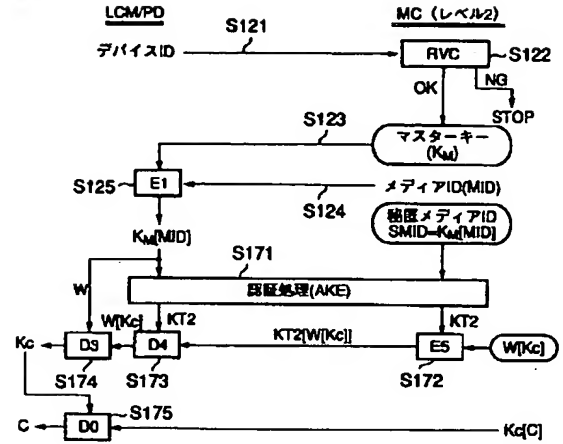 LCM/PD
MC (レベル2)
S121
デバイスID
RVC
S122
OK
NG
STOP
S123
マスターキー
(KM)
S125
E1
S124
メディアID(MID)
KM[MID]
秘匿メディアID
SMID=KM[MID]
S171
認証処理(AKE)
W
W[Kc]
KT2
KT2
Kc
D3
D4
KT2[W[Kc]]
E5
W[Kc]
S174
S173
S172
S175
C
D0
Kc[C]